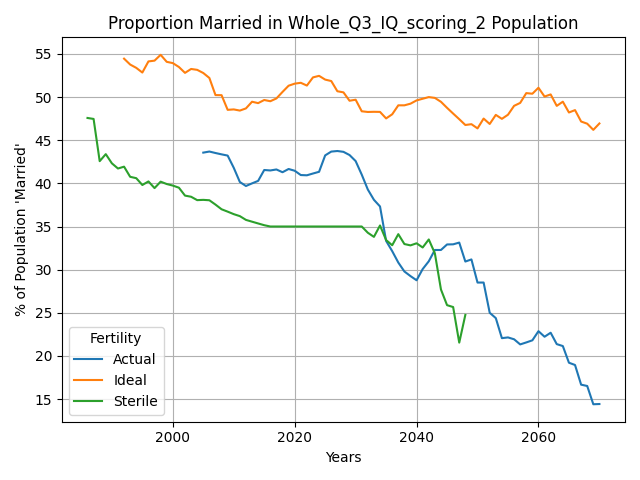 Proportion Married in Whole_Q3_IQ_scoring_2 Population
% of Population 'Married'
55
50
45
40
35
30
25
20
15
Fertility
Actual
Ideal
Sterile
2000 2020 2040 2060
Years